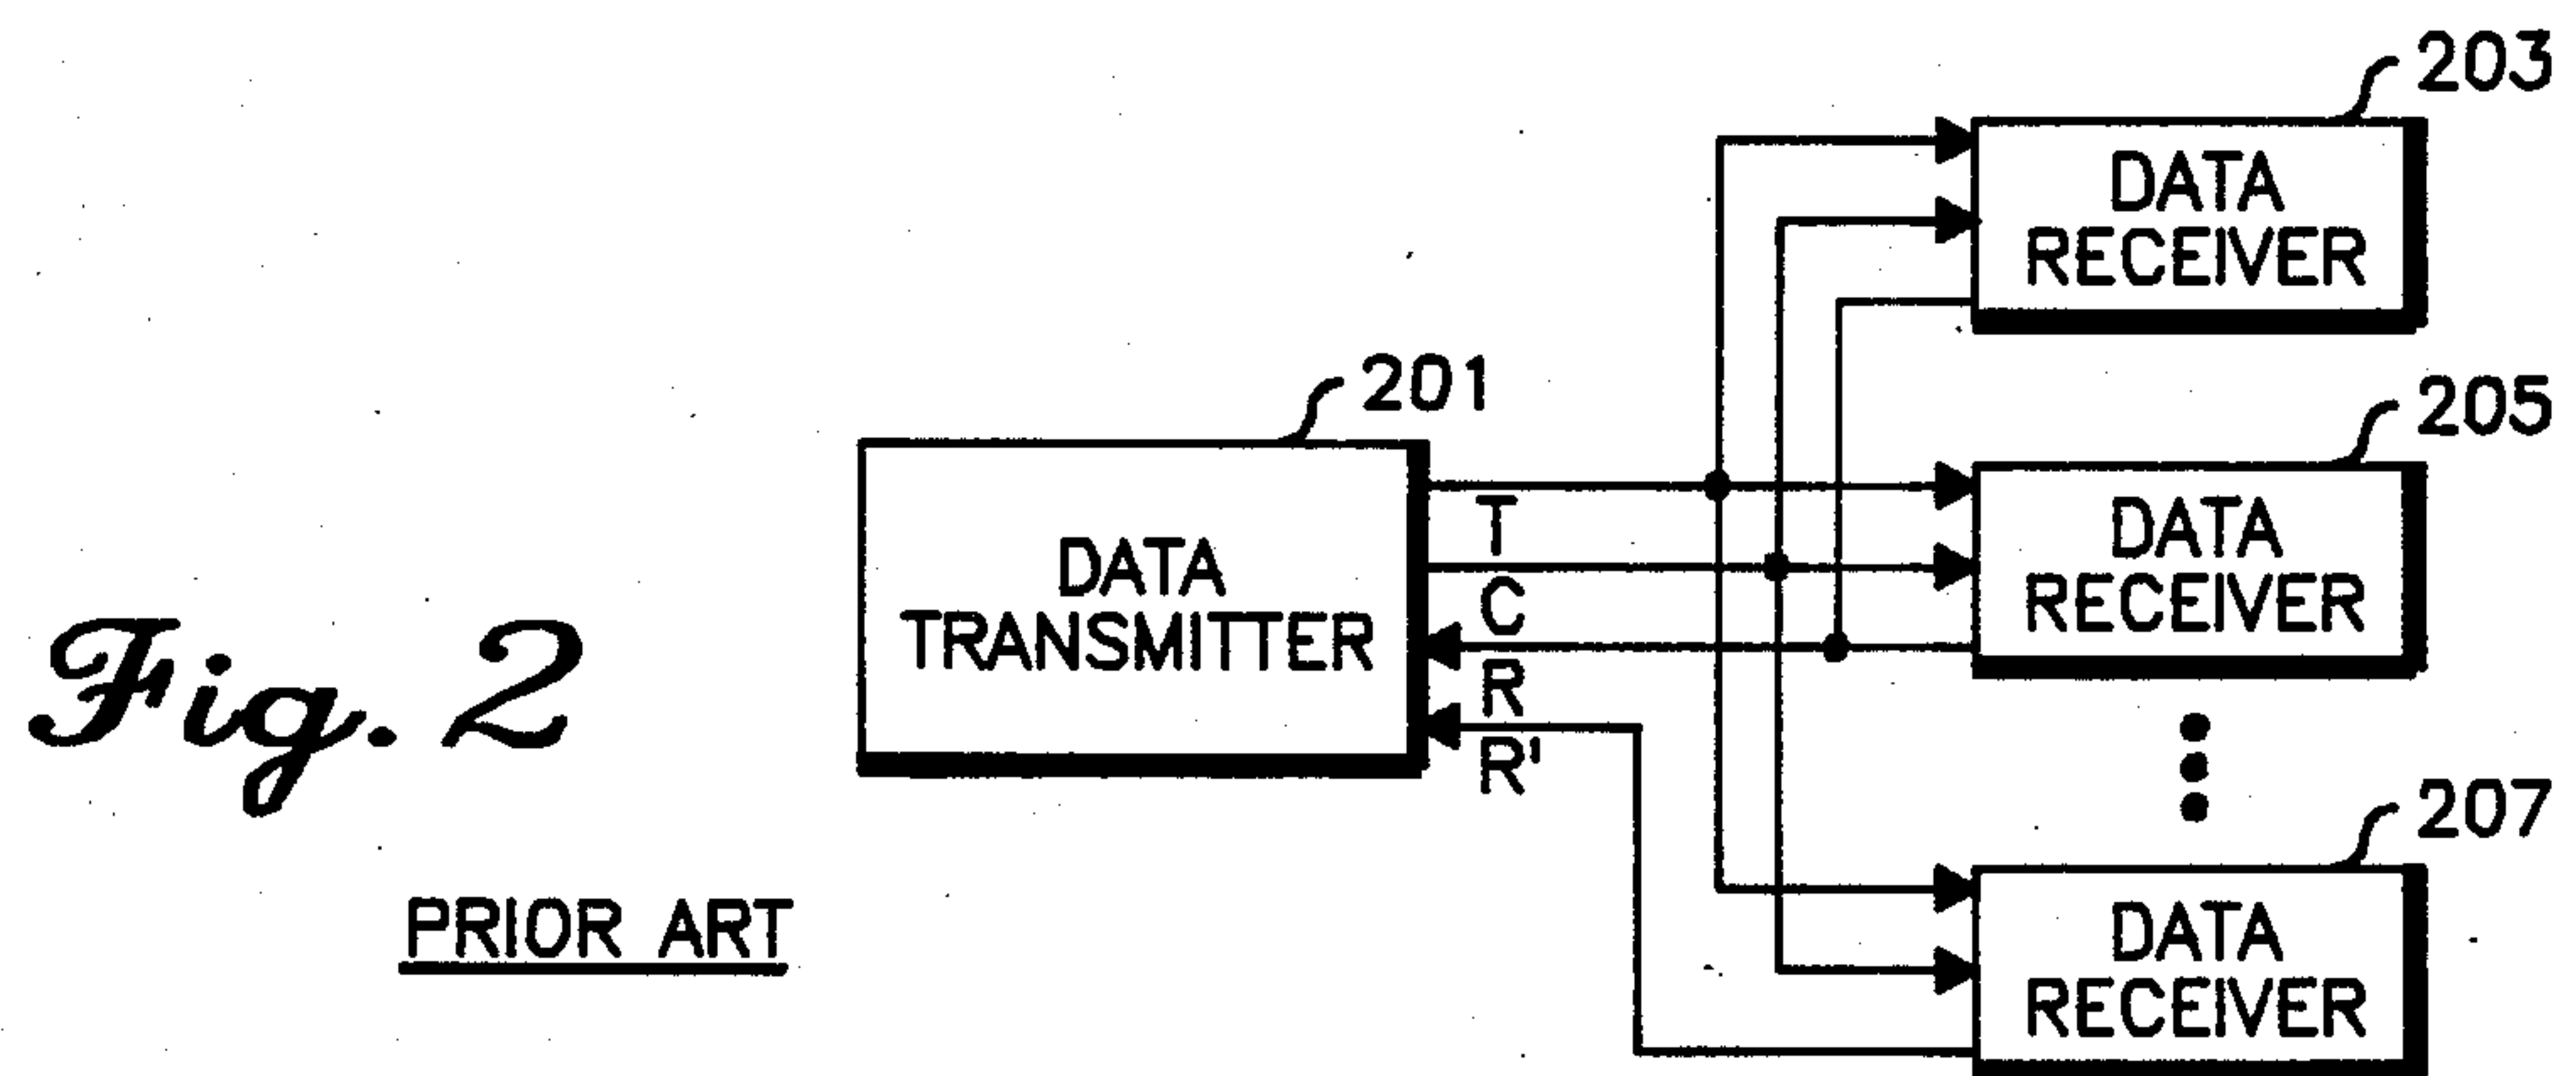 203
DATA
RECEIVER
201
205
DATA
TRANSMITTER
T
C
R
R'
DATA
RECEIVER
Fig. 2
207
PRIOR ART
DATA
RECEIVER